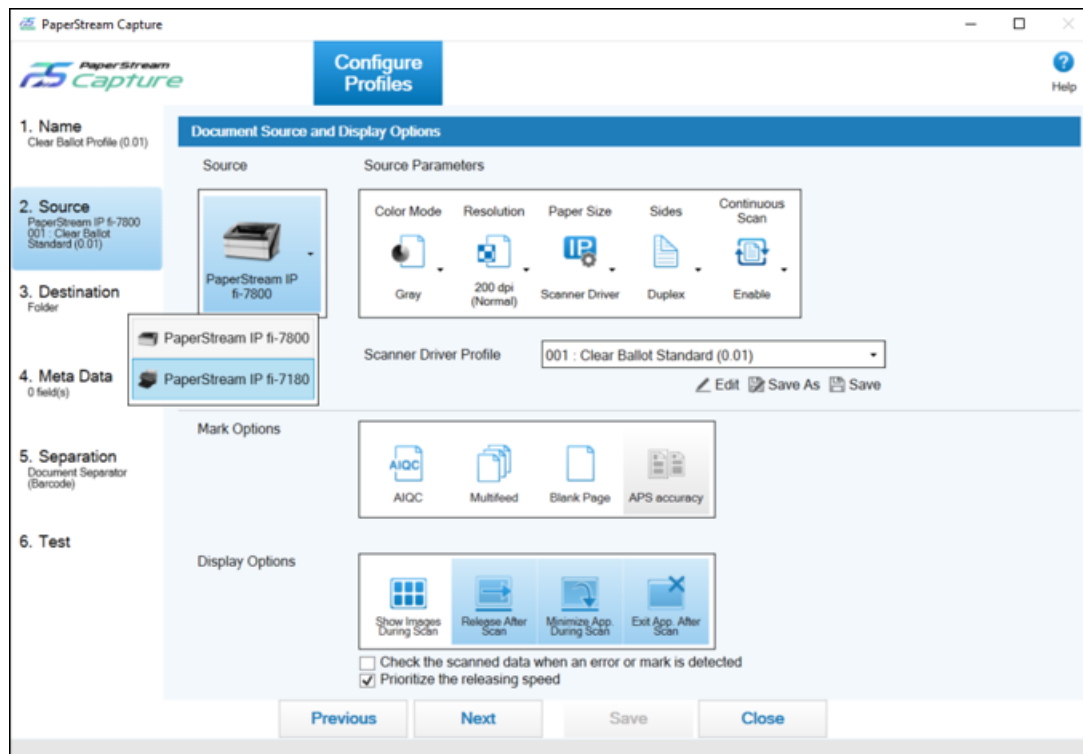 PaperStream Capture
PaperStream
Capture
Configure
Profiles
?
Help
1. Name
Clear Ballot Profile (0.01)
2. Source
PaperStream IP fi-7800
001 : Clear Ballot
Standard (0.01)
3. Destination
Folder
4. Meta Data
0 field(s)
5. Separation
Document Separator
(Barcode)
6. Test
Document Source and Display Options
Source
Source Parameters
PaperStream IP
fi-7800
PaperStream IP fi-7800
PaperStream IP fi-7180
Color Mode
Gray
Resolution
200 dpi
(Normal)
Paper Size
IP
Scanner Driver
Sides
Duplex
Continuous
Scan
Enable
Scanner Driver Profile
001 : Clear Ballot Standard (0.01)
Edit
Save As
Save
Mark Options
AIQC
AIQC
Multifeed
Blank Page
APS accuracy
Display Options
Show Images
During Scan
Release After
Scan
Minimize App.
During Scan
Exit App. After
Scan
Check the scanned data when an error or mark is detected
Prioritize the releasing speed
Previous
Next
Save
Close